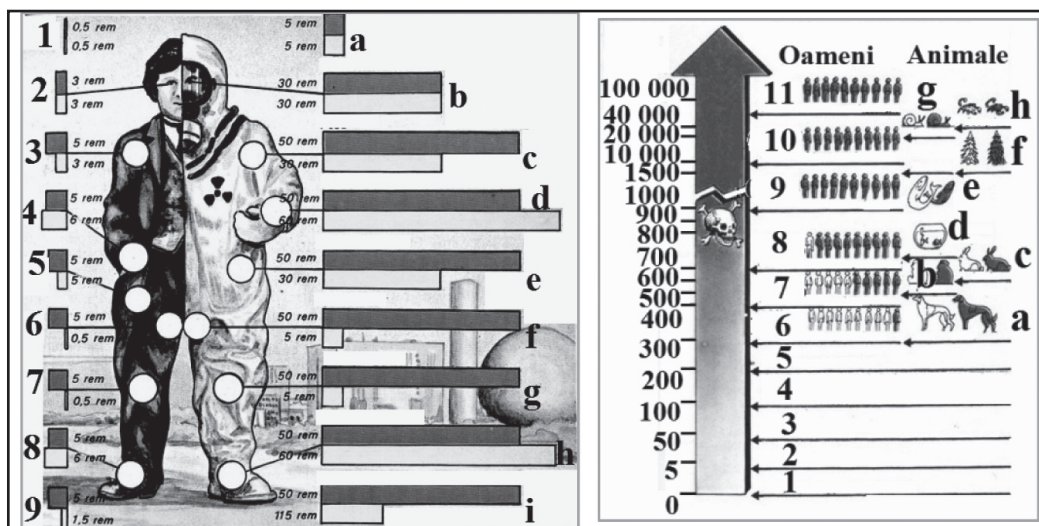 1 0,5 rem 5 rem a
0,5 rem 5 rem
2 3 rem 30 rem b
3 rem 30 rem
3 5 rem 50 rem c
3 rem 30 rem
4 5 rem 50 rem d
6 rem 60 rem
5 5 rem 50 rem e
5 rem 30 rem
6 5 rem 50 rem f
0,5 rem 5 rem
7 5 rem 50 rem g
0,5 rem 5 rem
8 5 rem 50 rem h
6 rem 60 rem
9 5 rem 50 rem i
1,5 rem 115 rem
Oameni Animale
100 000 11 g h
40 000
20 000 10 f
10 000
1500
1000 9 e
900
800 8 d
700 c
600 7 b
500
400 6 a
300
5
200
4
100
3
50
2
5
1
0